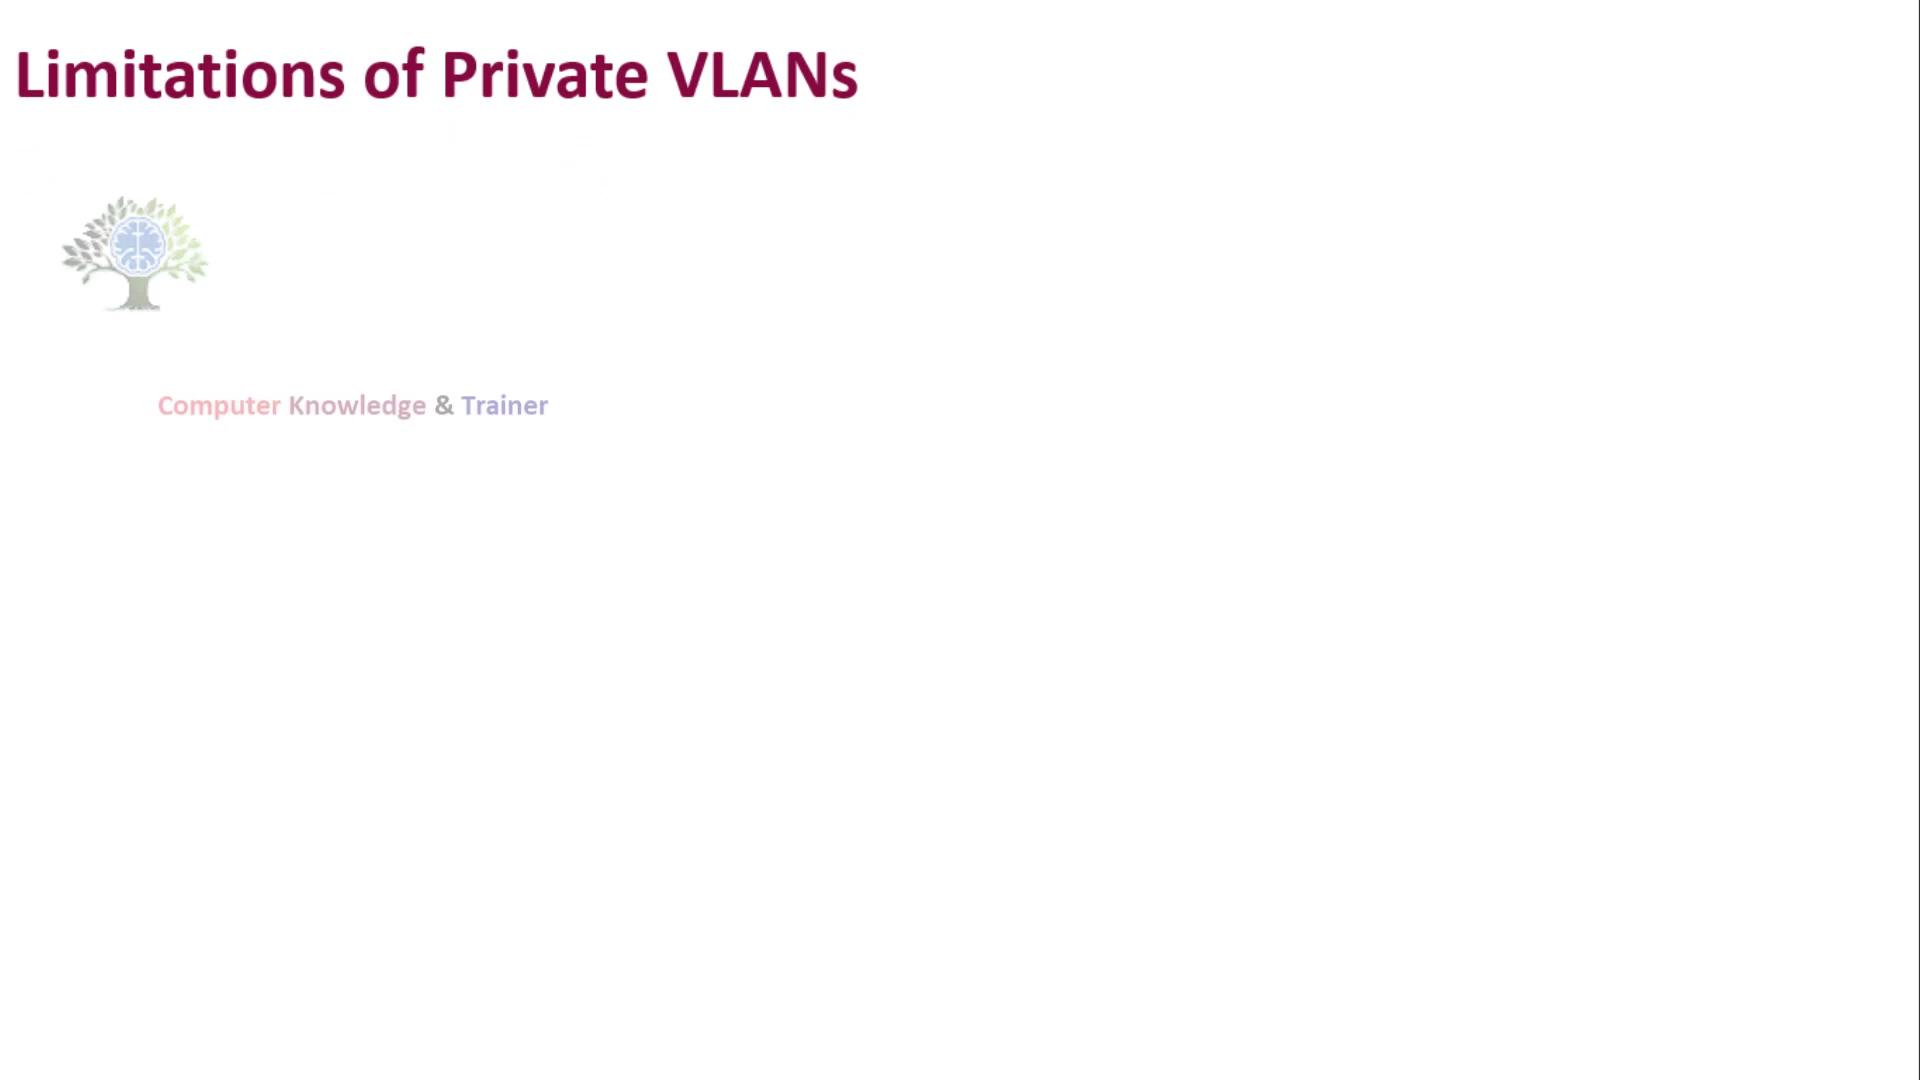 Limitations of Private VLANs
Computer Knowledge & Trainer